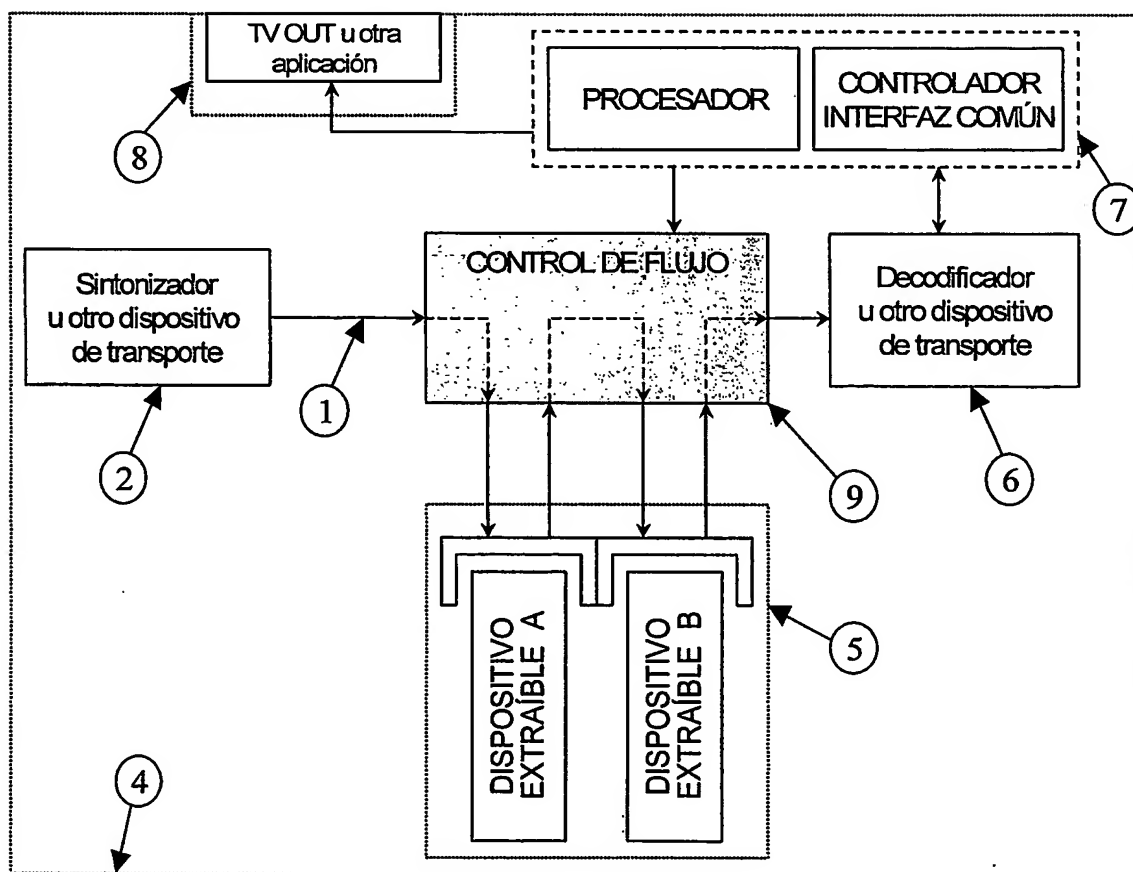 TV OUT u otra
aplicación
PROCESADOR
CONTROLADOR
INTERFAZ COMÚN
8
7
Sintonizador
u otro dispositivo
de transporte
CONTROL DE FLUJO
Decodificador
u otro dispositivo
de transporte
1
2
9
6
DISPOSITIVO
EXTRAÍBLE A
DISPOSITIVO
EXTRAÍBLE B
5
4